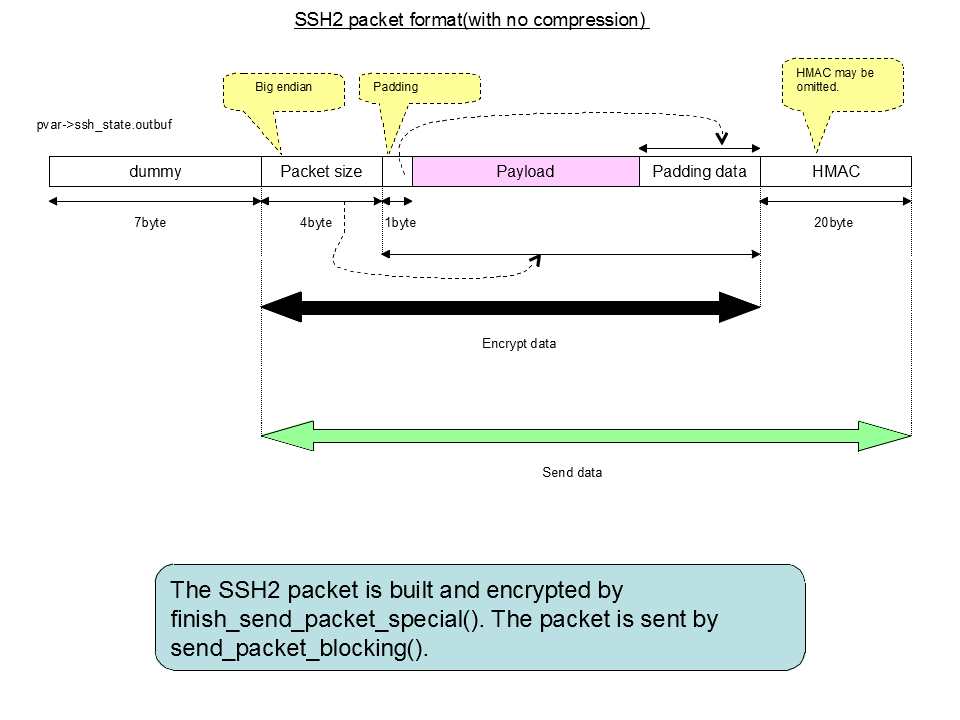 SSH2 packet format(with no compression)
Big endian
Padding
HMAC may be
omitted.
pvar->ssh_state.outbuf
dummy Packet size Payload Padding data HMAC
7byte 4byte 1byte 20byte
Encrypt data
Send data
The SSH2 packet is built and encrypted by
finish_send_packet_special(). The packet is sent by
send_packet_blocking().